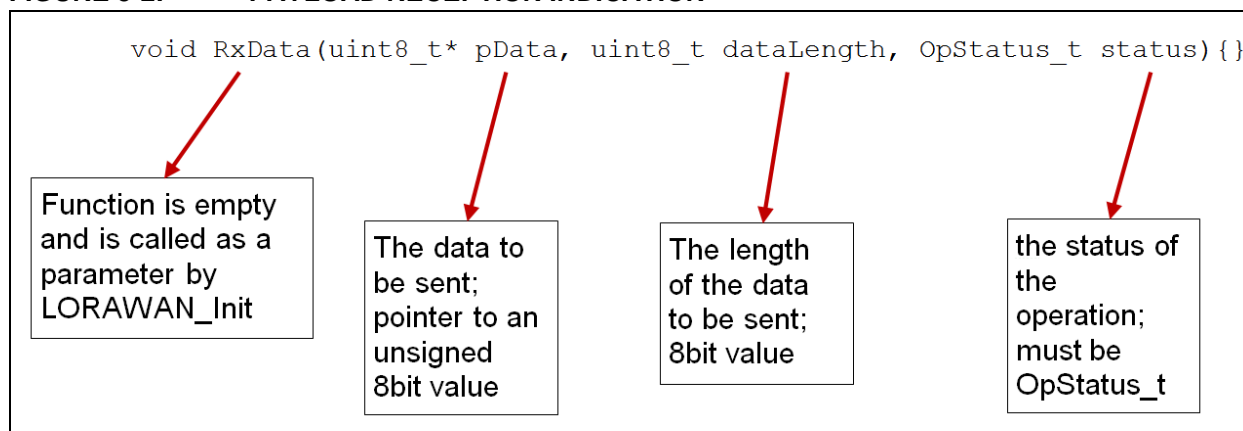 void RxData(uint8_t* pData, uint8_t dataLength, OpStatus_t status){}
Function is empty
and is called as a
parameter by
LORAWAN_Init
The data to
be sent;
pointer to an
unsigned
8bit value
The length
of the data
to be sent;
8bit value
the status of
the
operation;
must be
OpStatus_t